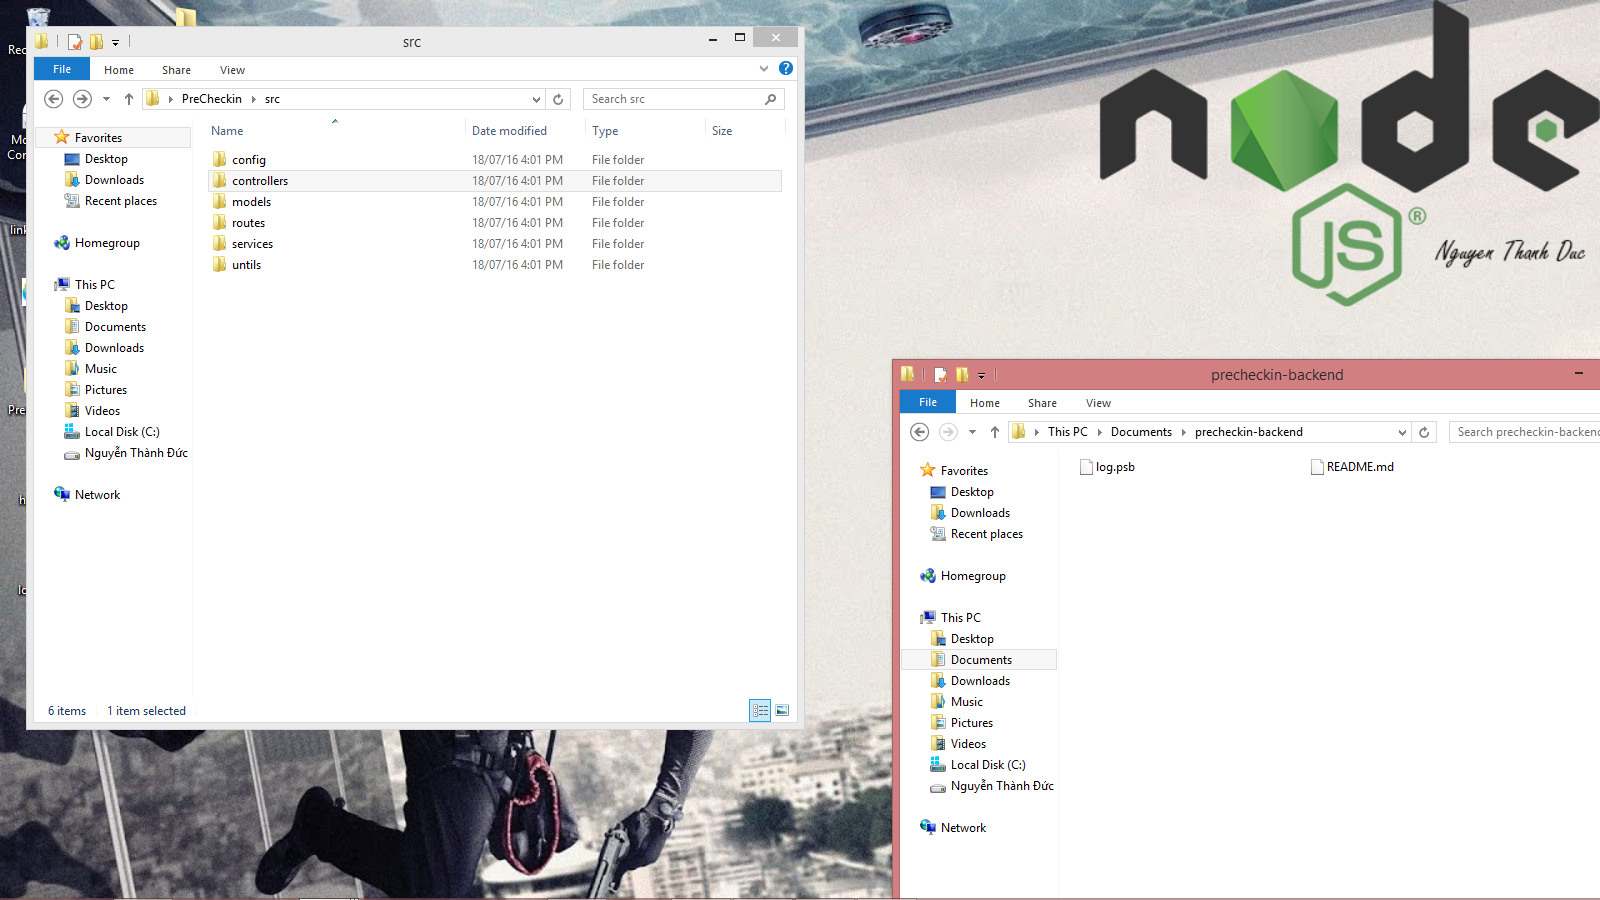 Rec
Mo
Con
link
Pre
h
lo
src
File Home Share View
PreCheckin src
Search src
Favorites
Desktop
Downloads
Recent places
Homegroup
This PC
Desktop
Documents
Downloads
Music
Pictures
Videos
Local Disk (C:)
Nguyễn Thành Đức
Network
Name Date modified Type Size
config 18/07/16 4:01 PM File folder
controllers 18/07/16 4:01 PM File folder
models 18/07/16 4:01 PM File folder
routes 18/07/16 4:01 PM File folder
services 18/07/16 4:01 PM File folder
untils 18/07/16 4:01 PM File folder
6 items 1 item selected
node
JS®
Nguyen Thanh Duc
precheckin-backend
File Home Share View
This PC Documents precheckin-backend
Search precheckin-backend
Favorites
Desktop
Downloads
Recent places
Homegroup
This PC
Desktop
Documents
Downloads
Music
Pictures
Videos
Local Disk (C:)
Nguyễn Thành Đức
Network
log.psb README.md